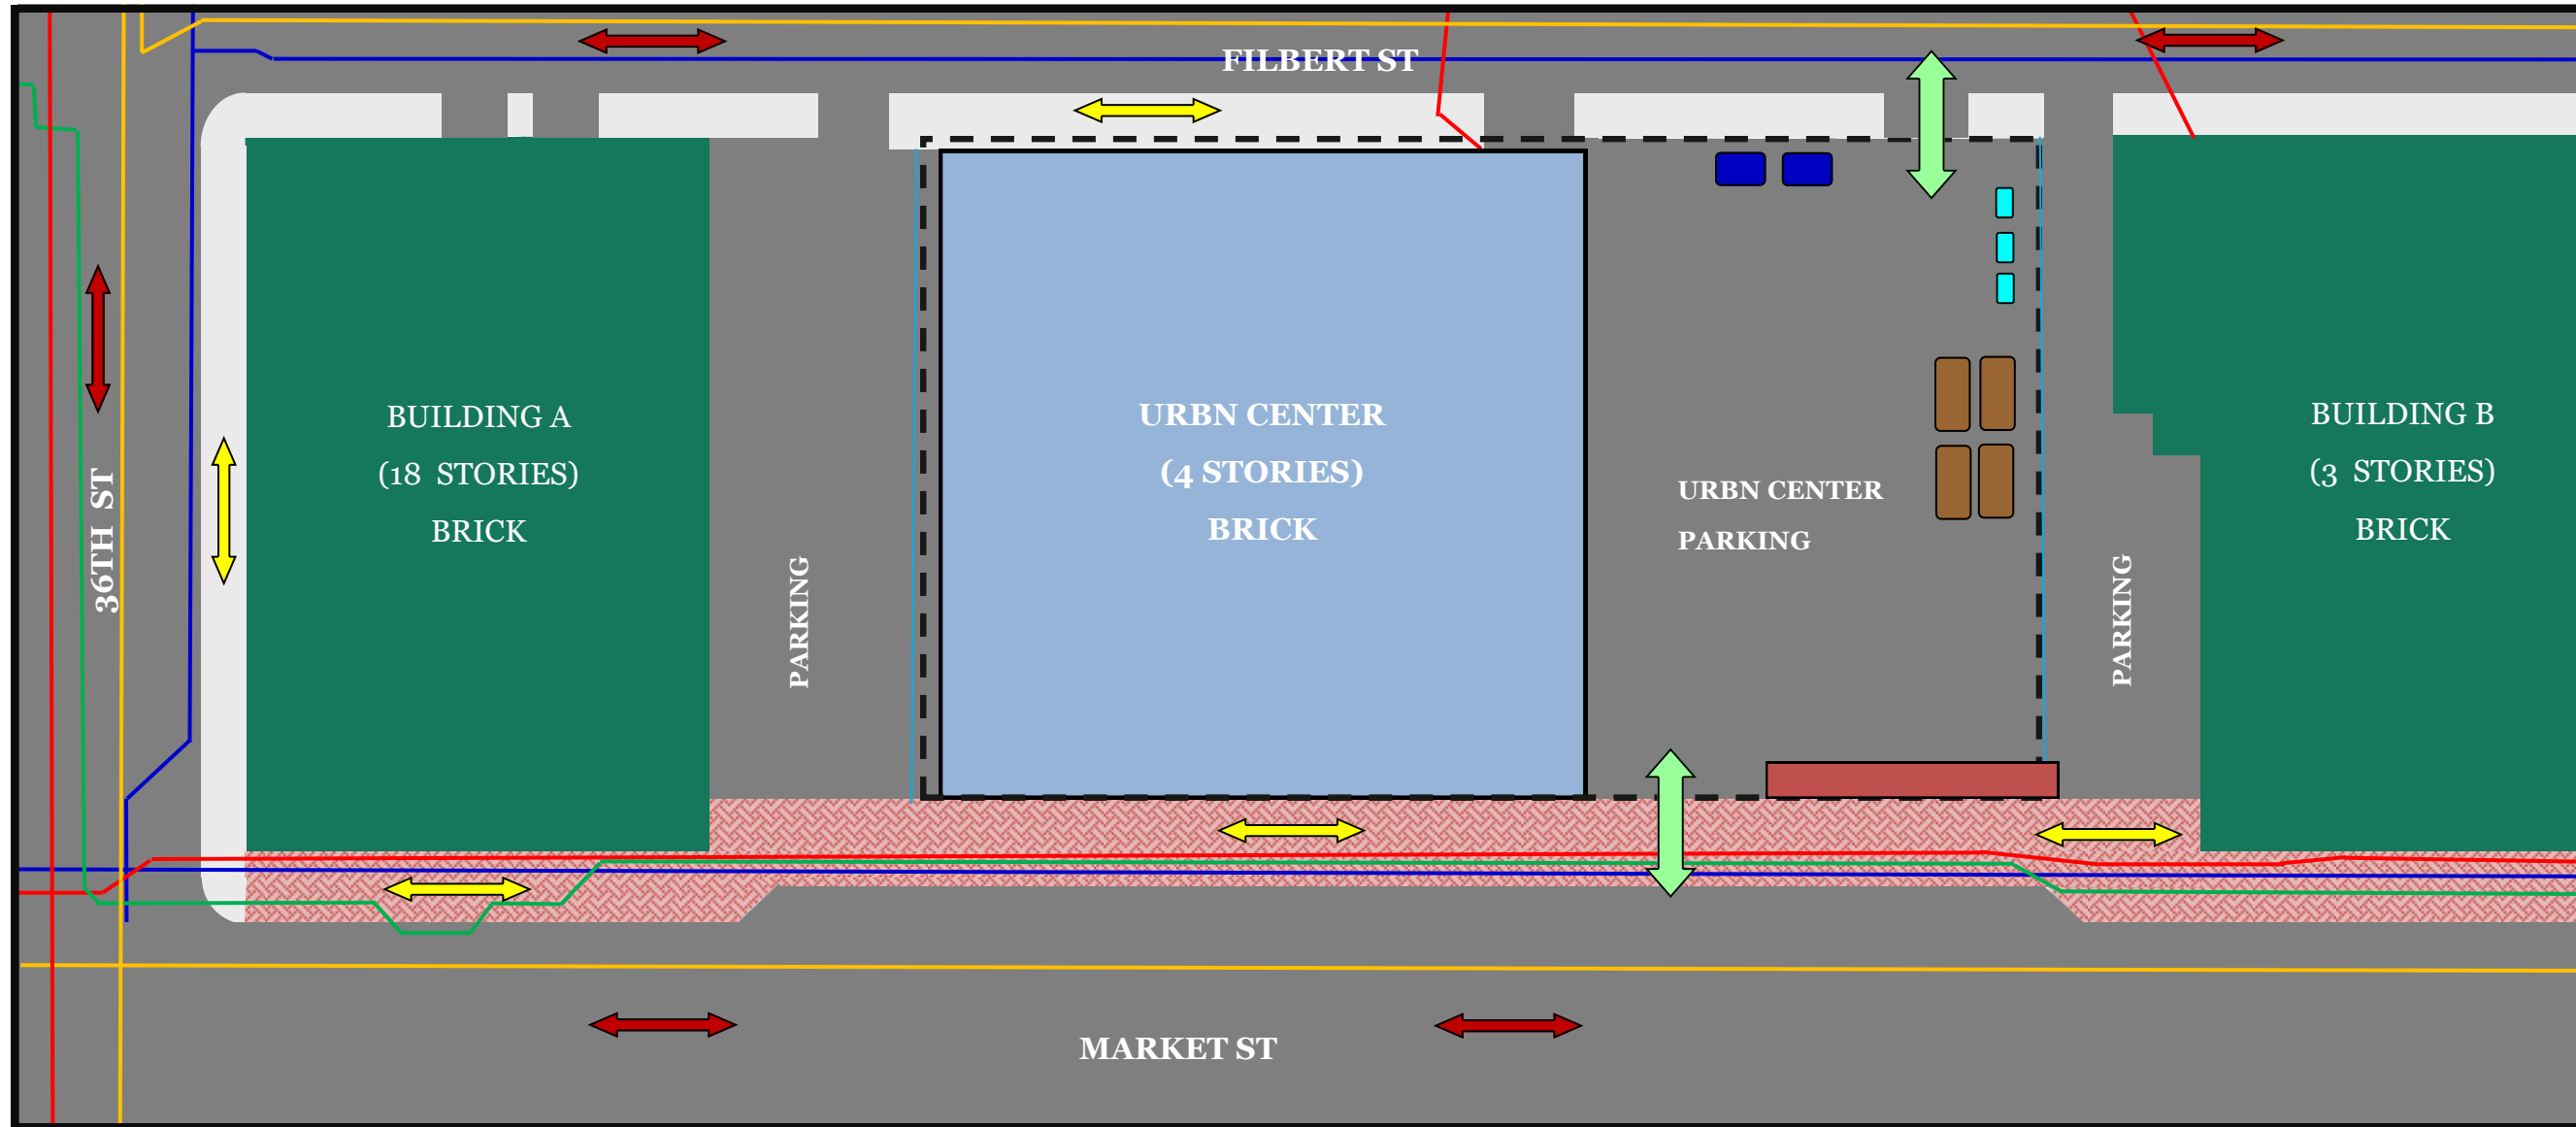 FILBERT ST
36TH ST
BUILDING A
(18 STORIES)
BRICK
PARKING
URBN CENTER
(4 STORIES)
BRICK
URBN CENTER
PARKING
PARKING
BUILDING B
(3 STORIES)
BRICK
MARKET ST